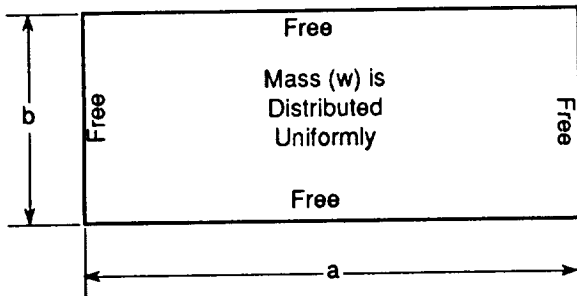 Free
Mass (w) is
Distributed
Uniformly
b
Free
Free
Free
a